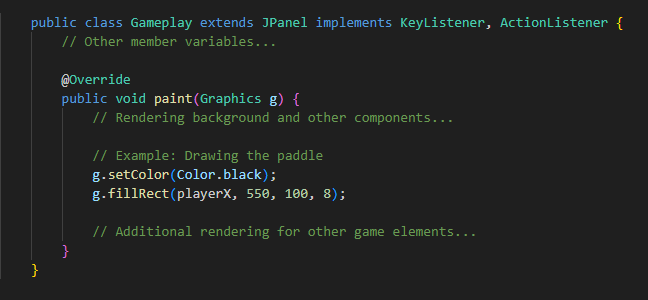 public class Gameplay extends JPanel implements KeyListener, ActionListener {
    // Other member variables...

    @Override
    public void paint(Graphics g) {
        // Rendering background and other components...

        // Example: Drawing the paddle
        g.setColor(Color.black);
        g.fillRect(playerX, 550, 100, 8);

        // Additional rendering for other game elements...
    }
}